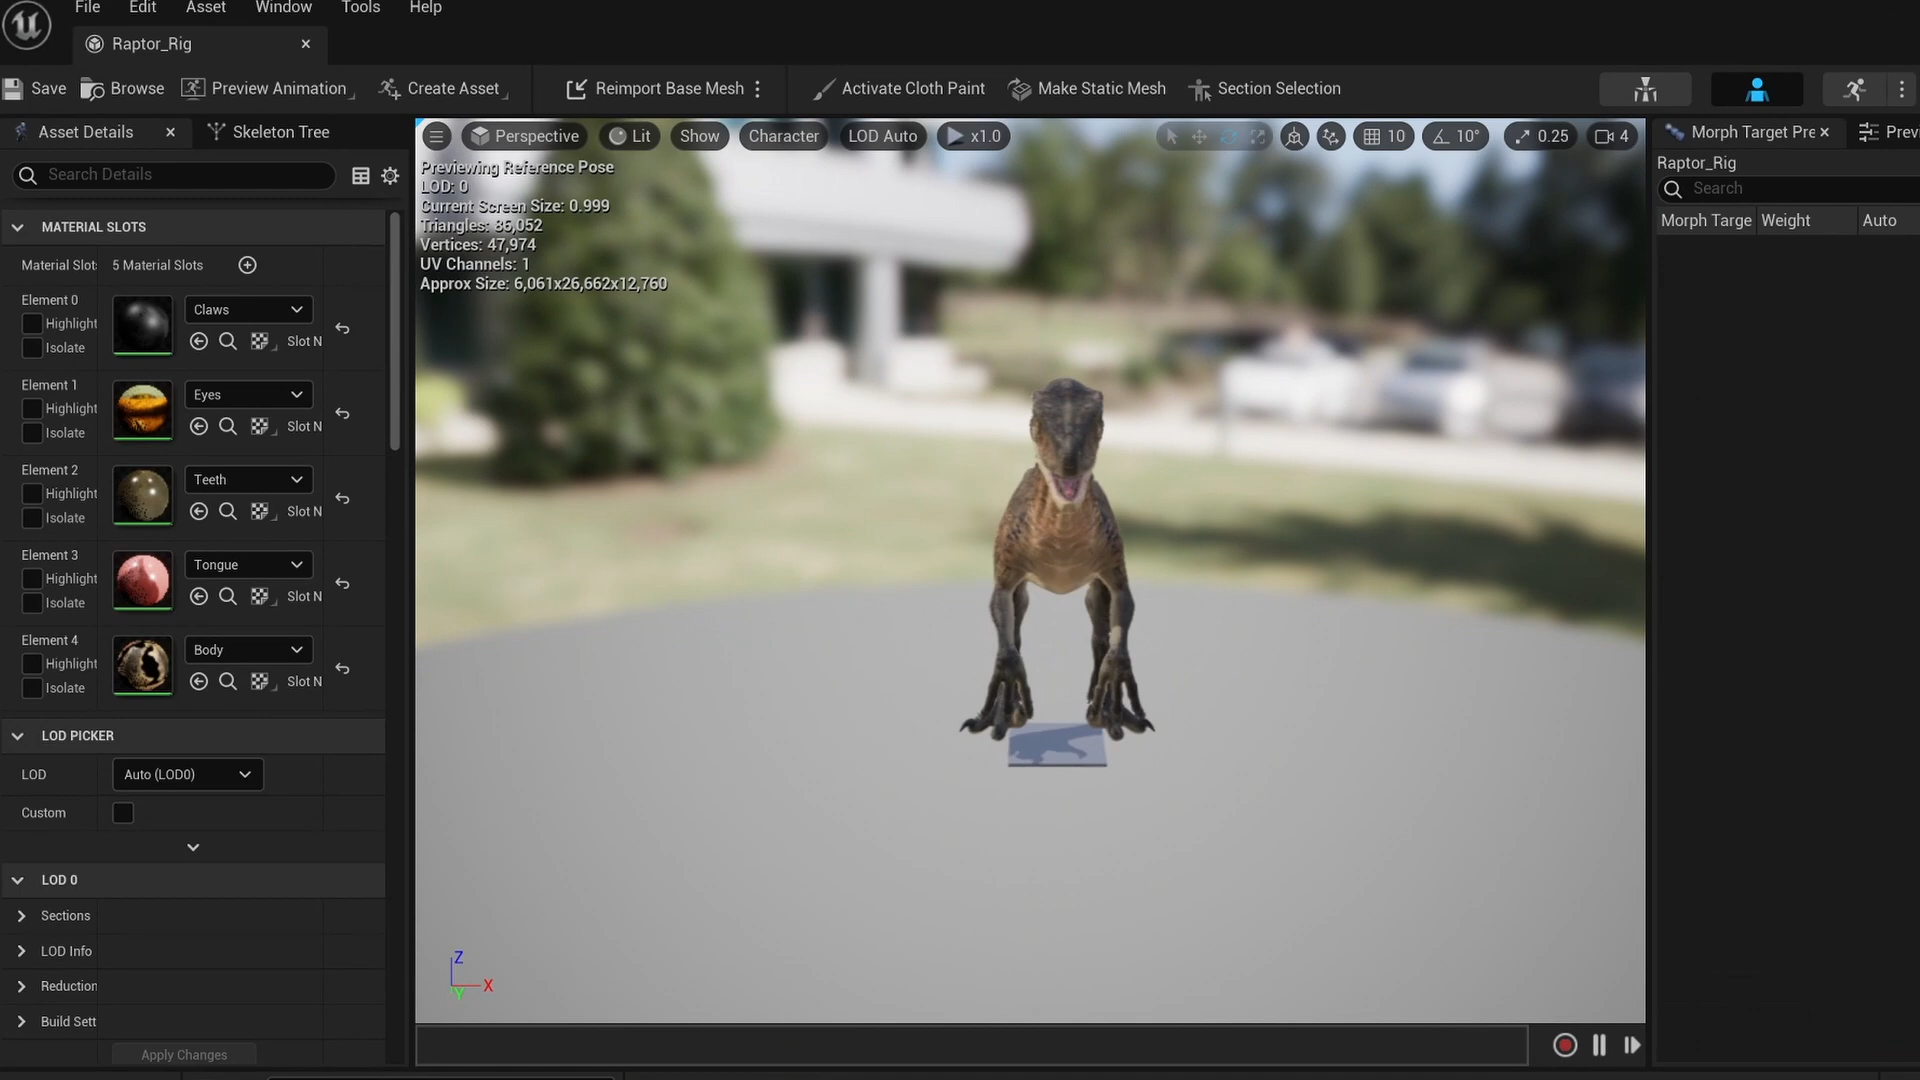 File Edit Asset Window Tools Help
Raptor_Rig
Save Browse Preview Animation Create Asset Reimport Base Mesh Activate Cloth Paint Make Static Mesh Section Selection
Asset Details Skeleton Tree
Search Details
MATERIAL SLOTS
Material Slots 5 Material Slots
Element 0
Claws
Highlight
Isolate
Slot N
Element 1
Eyes
Highlight
Isolate
Slot N
Element 2
Teeth
Highlight
Isolate
Slot N
Element 3
Tongue
Highlight
Isolate
Slot N
Element 4
Body
Highlight
Isolate
Slot N
LOD PICKER
LOD Auto (LOD0)
Custom
LOD 0
Sections
LOD Info
Reduction
Build Sett
Apply Changes
Perspective Lit Show Character LOD Auto x1.0 10 10° 0.25 4
Previewing Reference Pose
LOD: 0
Current Screen Size: 0.999
Triangles: 36,052
Vertices: 47,974
UV Channels: 1
Approx Size: 6,061x26,662x12,760
Z
X
Y
Morph Target Pre Previ
Raptor_Rig
Search
Morph Targe Weight Auto